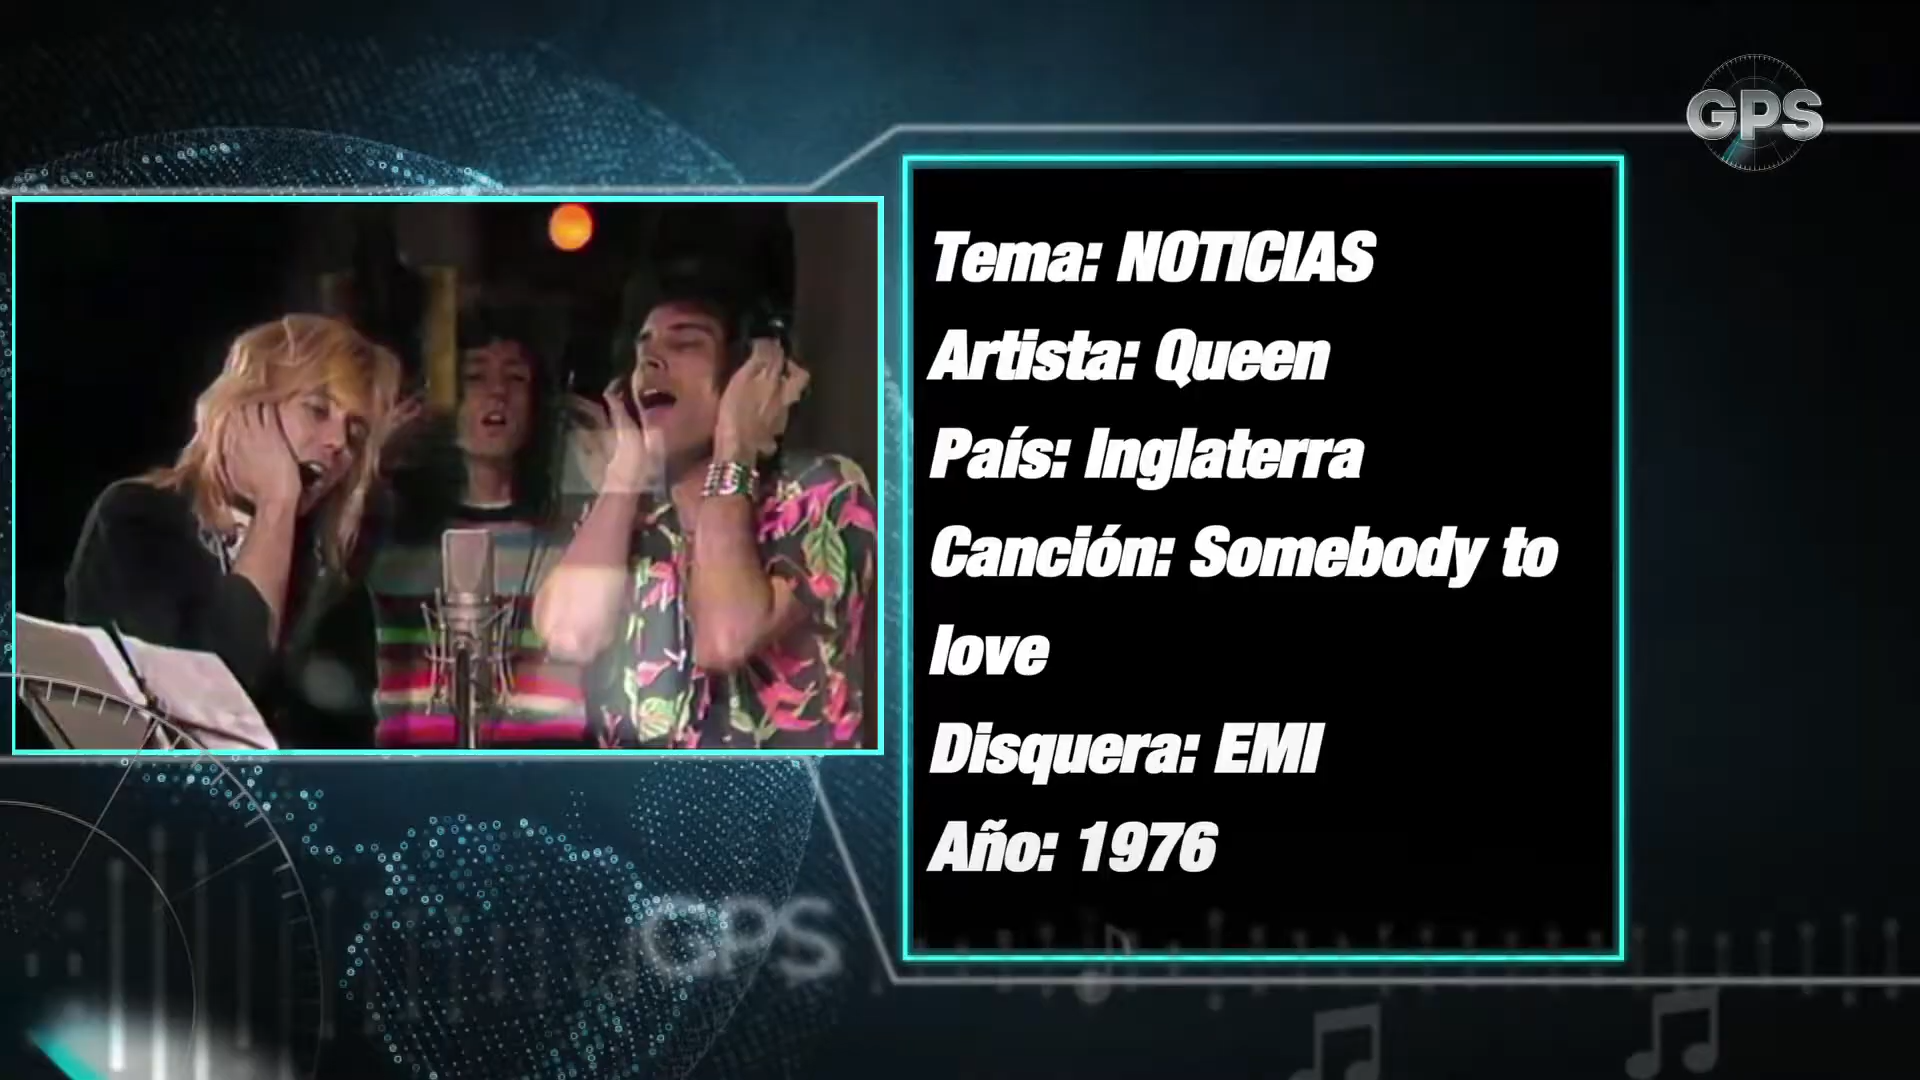 GPS
Tema: NOTICIAS
Artista: Queen
País: Inglaterra
Canción: Somebody to
love
Disquera: EMI
Año: 1976
GPS